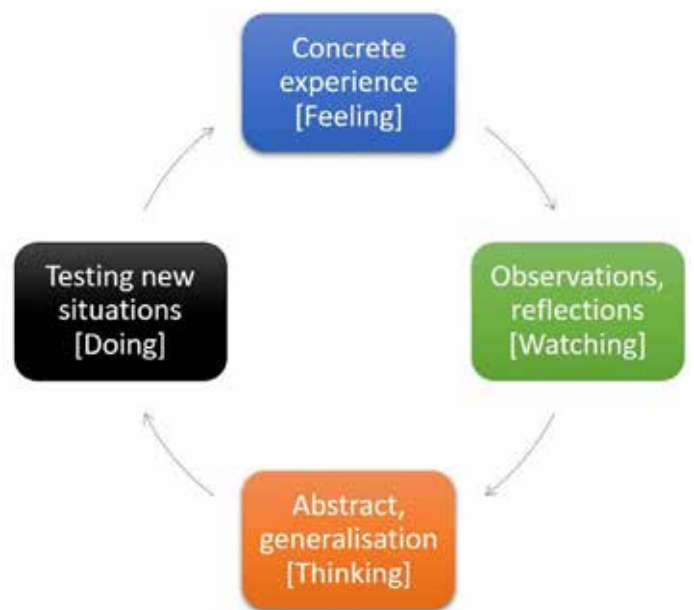 Concrete
experience
[Feeling]
Observations,
reflections
[Watching]
Abstract,
generalisation
[Thinking]
Testing new
situations
[Doing]